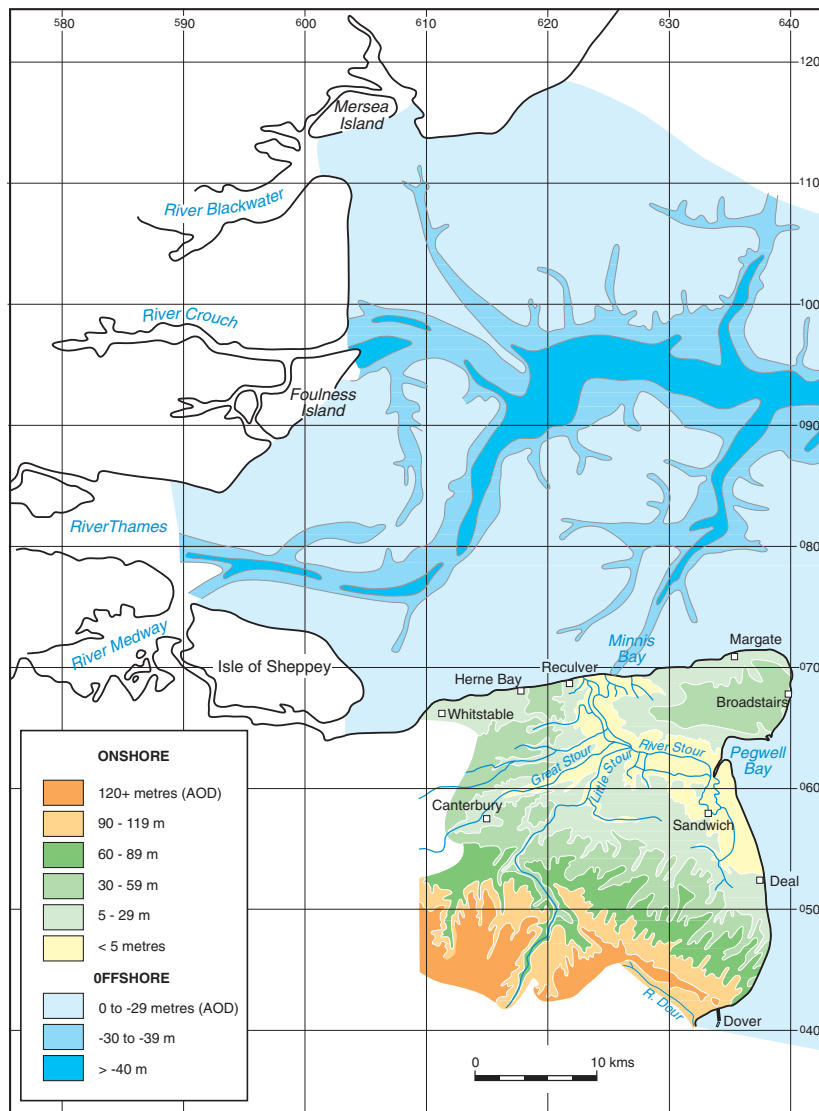 580
590
600
610
620
630
640
120
Mersea
Island
110
River Blackwater
River Crouch
100
Foulness
Island
090
RiverThames
080
River Medway
Minnis
Bay
Margate
070
Isle of Sheppey
Reculver
Herne Bay
Broadstairs
Whitstable
River Stour
Pegwell
Bay
Great Stour
Little Stour
060
Canterbury
Sandwich
Deal
050
R. Dour
Dover
040
ONSHORE
120+ metres (AOD)
90 - 119 m
60 - 89 m
30 - 59 m
5 - 29 m
< 5 metres
0FFSHORE
0 to -29 metres (AOD)
-30 to -39 m
> -40 m
0 10 kms